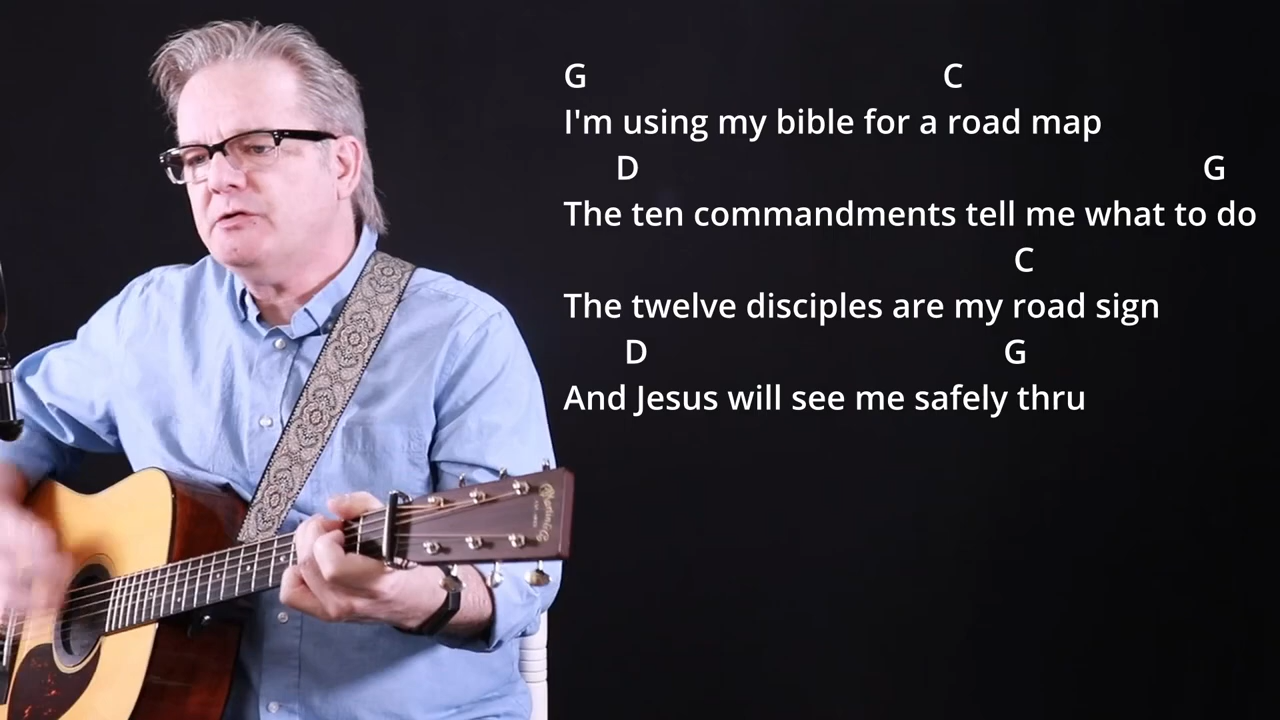 G C
I'm using my bible for a road map
D G
The ten commandments tell me what to do
C
The twelve disciples are my road sign
D G
And Jesus will see me safely thru